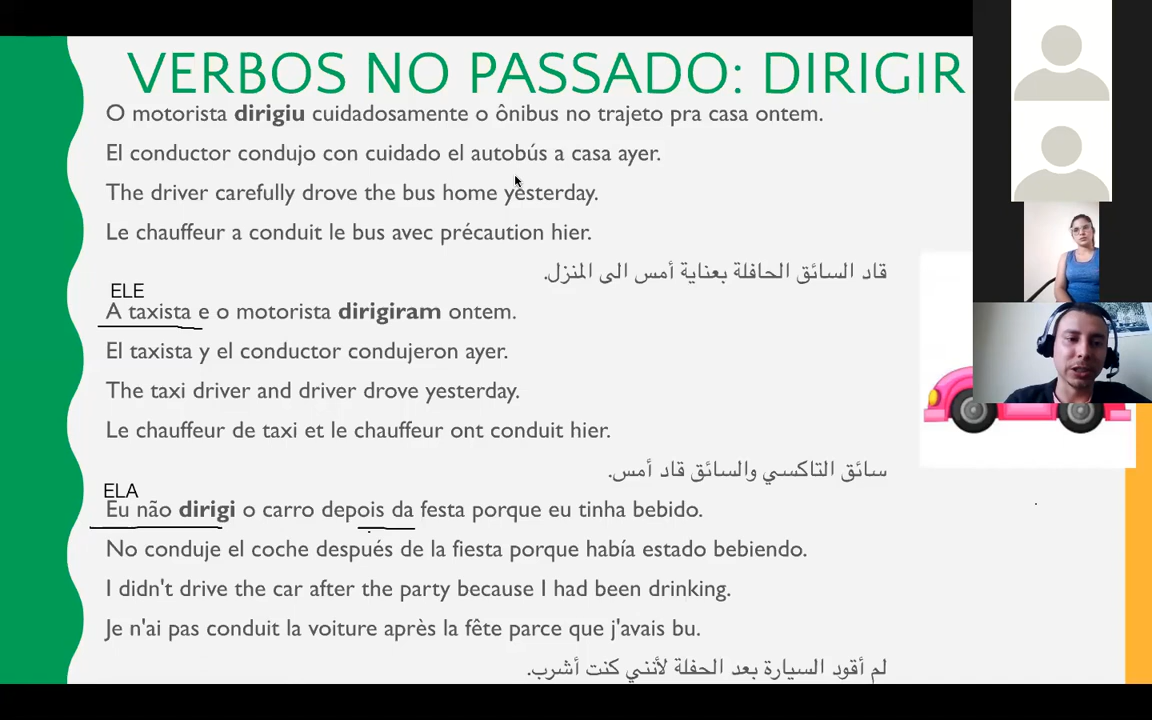 VERBOS NO PASSADO: DIRIGIR
O motorista dirigiu cuidadosamente o ônibus no trajeto pra casa ontem.
El conductor condujo con cuidado el autobús a casa ayer.
The driver carefully drove the bus home yesterday.
Le chauffeur a conduit le bus avec précaution hier.
قاد السائق الحافلة بعناية أمس الى المنزل.
ELE
A taxista e o motorista dirigiram ontem.
El taxista y el conductor condujeron ayer.
The taxi driver and driver drove yesterday.
Le chauffeur de taxi et le chauffeur ont conduit hier.
سائق التاكسي والسائق قاد أمس.
ELA
Eu não dirigi o carro depois da festa porque eu tinha bebido.
No conduje el coche después de la fiesta porque había estado bebiendo.
I didn't drive the car after the party because I had been drinking.
Je n'ai pas conduit la voiture après la fête parce que j'avais bu.
لم أقود السيارة بعد الحفلة لأنني كنت أشرب.